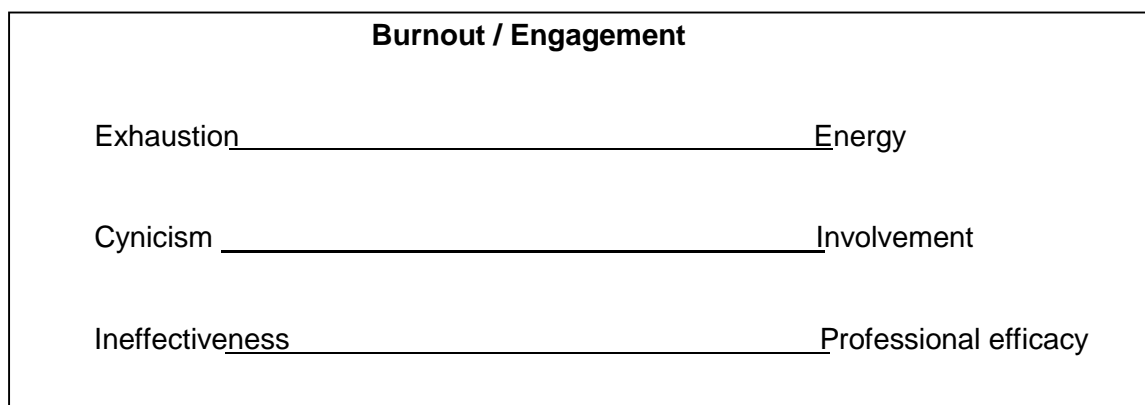 Burnout / Engagement
Exhaustion Energy
Cynicism Involvement
Ineffectiveness Professional efficacy